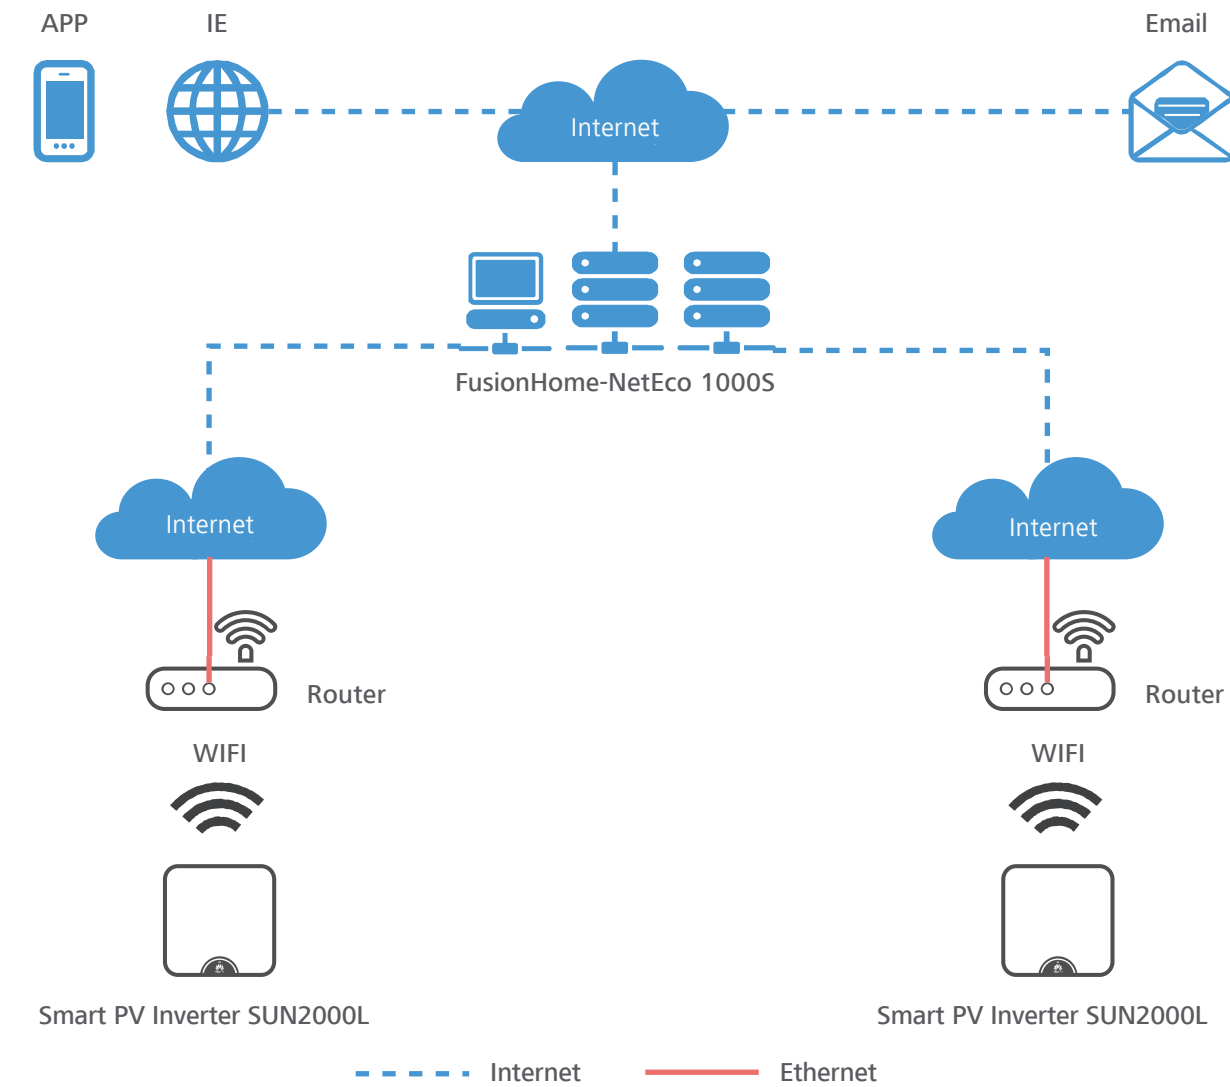 APP
IE
Email
Internet
FusionHome-NetEco 1000S
Internet
Internet
Router
Router
WIFI
WIFI
Smart PV Inverter SUN2000L
Smart PV Inverter SUN2000L
Internet
Ethernet